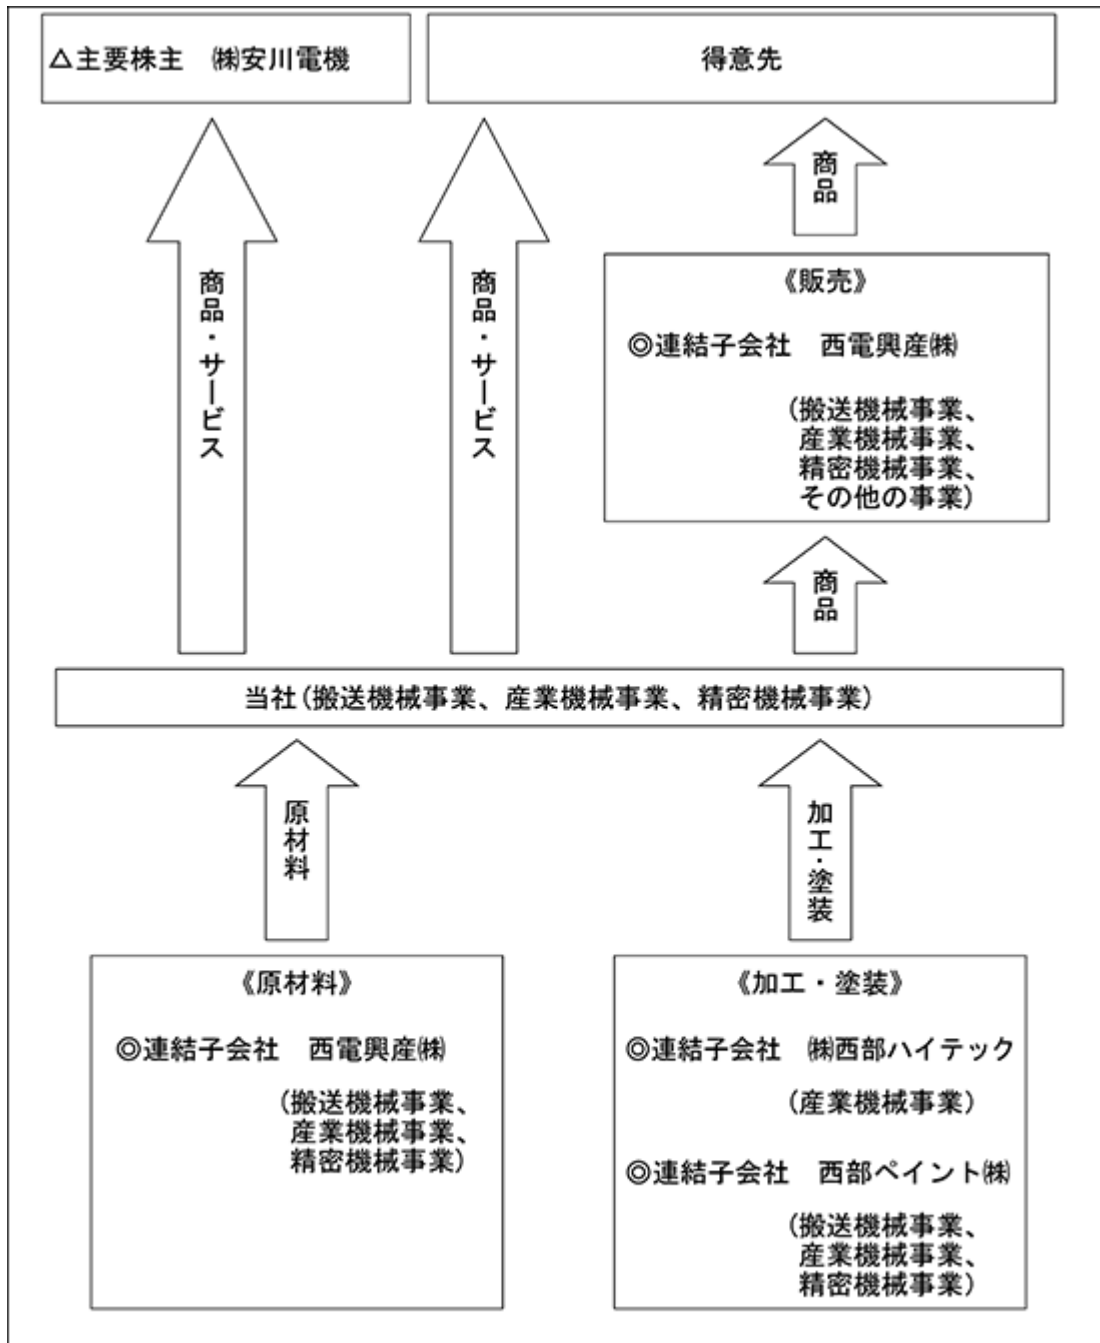 △主要株主　㈱安川電機
得意先
商品・サービス
商品・サービス
商品
《販売》
◎連結子会社　西電興産㈱
(搬送機械事業、
産業機械事業、
精密機械事業、
その他の事業)
商品
当社(搬送機械事業、産業機械事業、精密機械事業)
原材料
加工・塗装
《原材料》
◎連結子会社　西電興産㈱
(搬送機械事業、
産業機械事業、
精密機械事業)
《加工・塗装》
◎連結子会社　㈱西部ハイテック
(産業機械事業)
◎連結子会社　西部ペイント㈱
(搬送機械事業、
産業機械事業、
精密機械事業)